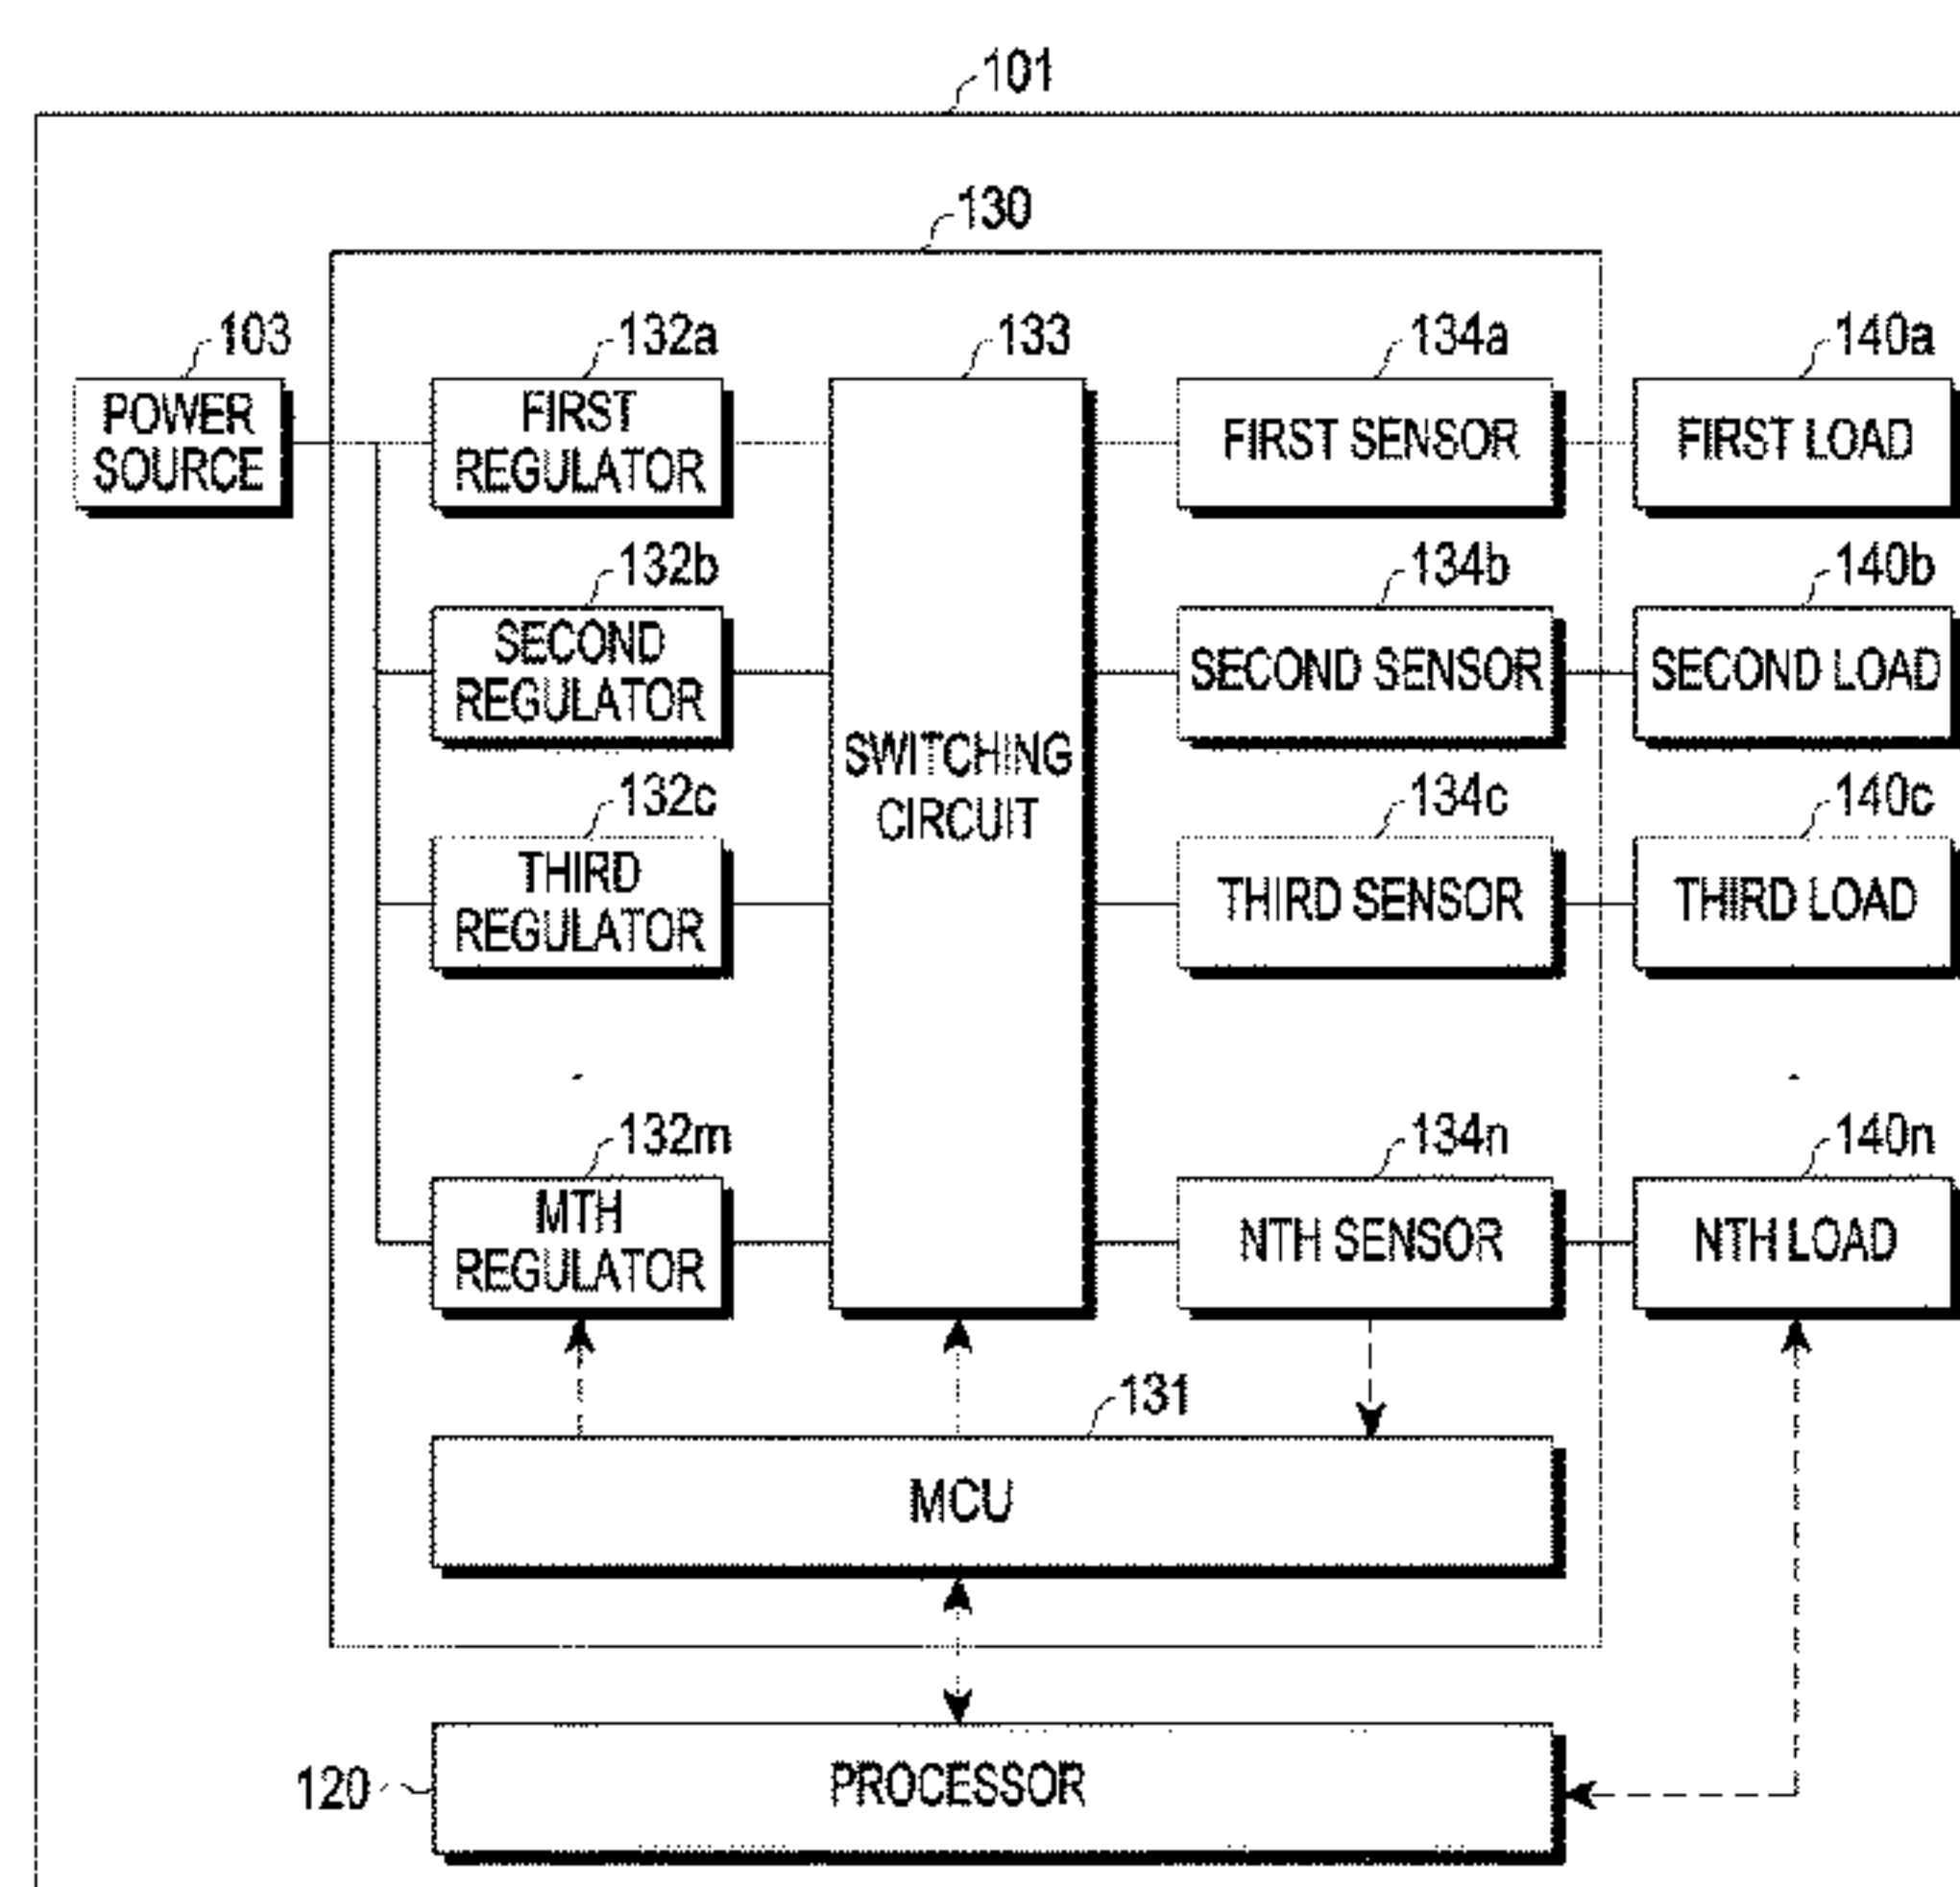 101
130
103
132a
133
134a
140a
POWER
SOURCE
FIRST
REGULATOR
FIRST SENSOR
FIRST LOAD
132b
134b
140b
SECOND
REGULATOR
SECOND SENSOR
SECOND LOAD
SWITCHING
CIRCUIT
132c
134c
140c
THIRD
REGULATOR
THIRD SENSOR
THIRD LOAD
132m
134n
140n
MTH
REGULATOR
NTH SENSOR
NTH LOAD
131
MCU
120
PROCESSOR